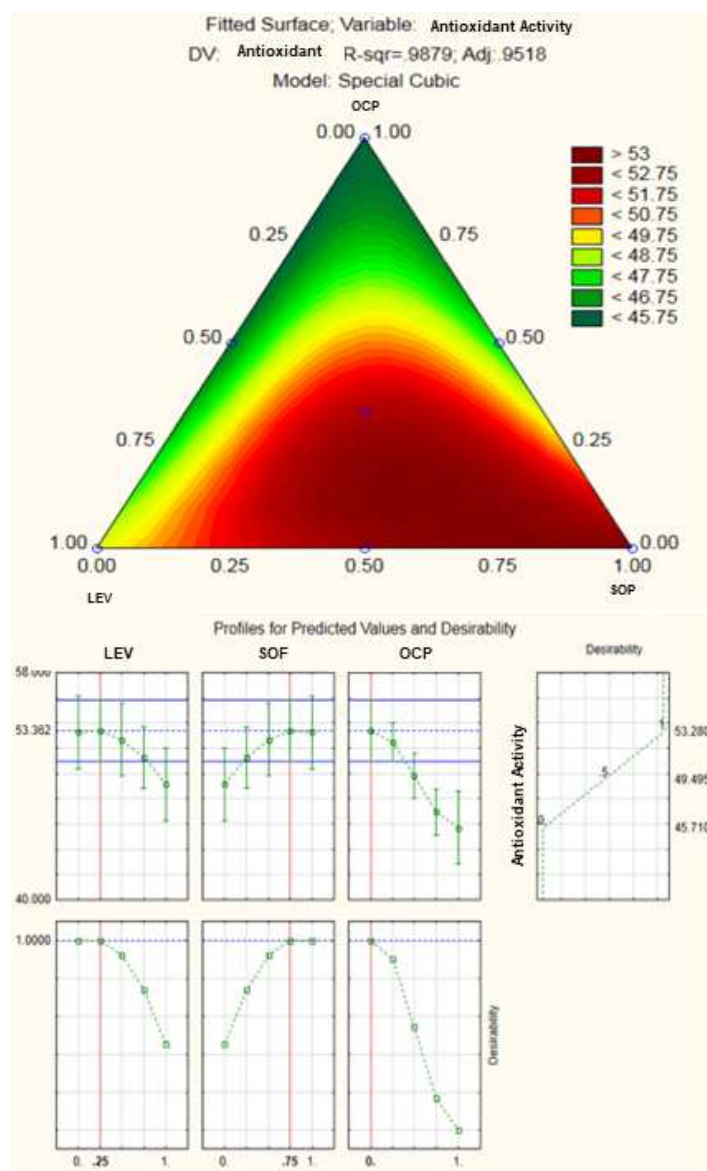 Fitted Surface; Variable: Antioxidant Activity
DV: Antioxidant R-sqr=.9879; Adj:.9518
Model: Special Cubic
OCP
0.00 1.00
> 53
< 52.75
< 51.75
< 50.75
< 49.75
< 48.75
< 47.75
< 46.75
< 45.75
0.25 0.75
0.50 0.50
0.75 0.25
1.00 0.00
0.00 0.25 0.50 0.75 1.00
LEV SOP
Profiles for Predicted Values and Desirability
LEV SOF OCP Desirability
58.000
53.362
40.000
Antioxidant Activity
1. 53.280
.5 49.495
0. 45.710
1.0000
Desirability
0. .25 1. 0. .75 1. 0. 1.